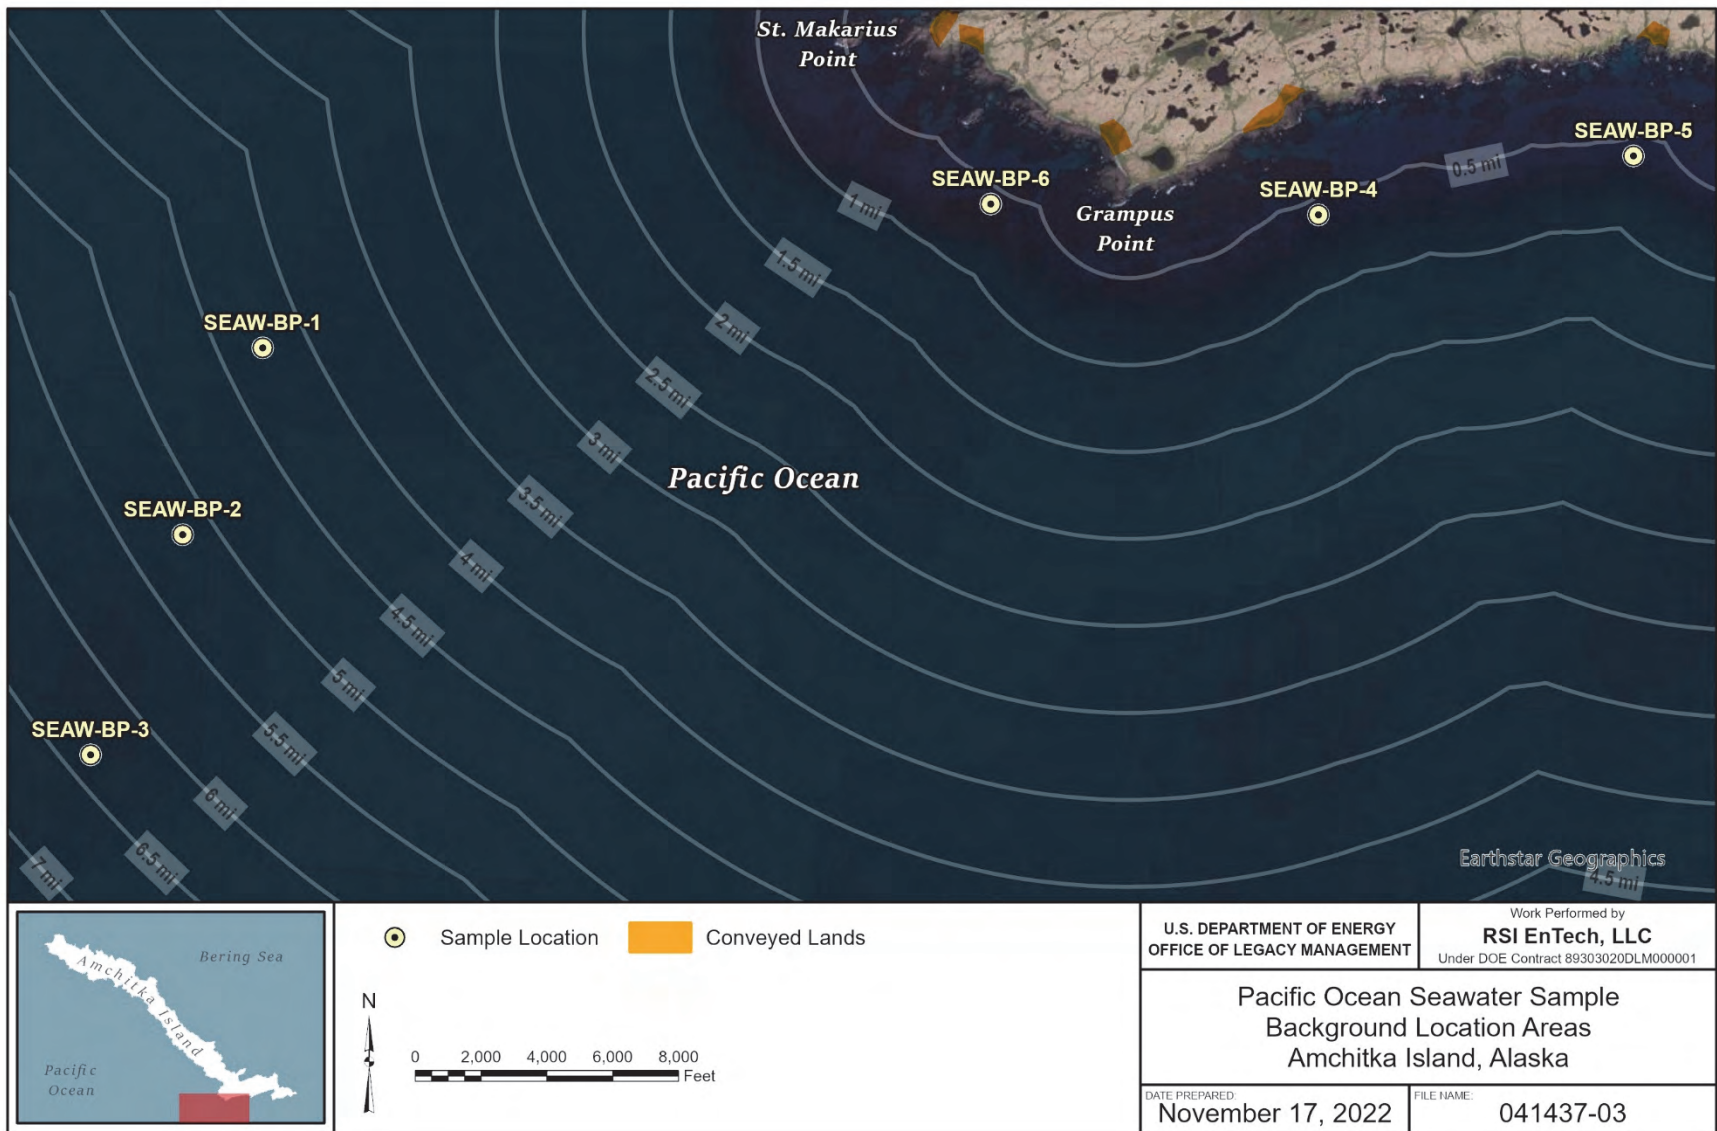 St. Makarius
Point
SEAW-BP-5
0.5 mi
SEAW-BP-6
SEAW-BP-4
1 mi
Grampus
Point
1.5 mi
2 mi
SEAW-BP-1
2.5 mi
3 mi
Pacific Ocean
3.5 mi
SEAW-BP-2
4 mi
4.5 mi
5 mi
SEAW-BP-3
5.5 mi
6 mi
6.5 mi
7 mi
Earthstar Geographics
4.5 mi
Bering Sea
Amchitka Island
Pacific
Ocean
Sample Location
Conveyed Lands
N
0 2,000 4,000 6,000 8,000
Feet
U.S. DEPARTMENT OF ENERGY
OFFICE OF LEGACY MANAGEMENT
Work Performed by
RSI EnTech, LLC
Under DOE Contract 89303020DLM000001
Pacific Ocean Seawater Sample
Background Location Areas
Amchitka Island, Alaska
DATE PREPARED:
November 17, 2022
FILE NAME:
041437-03